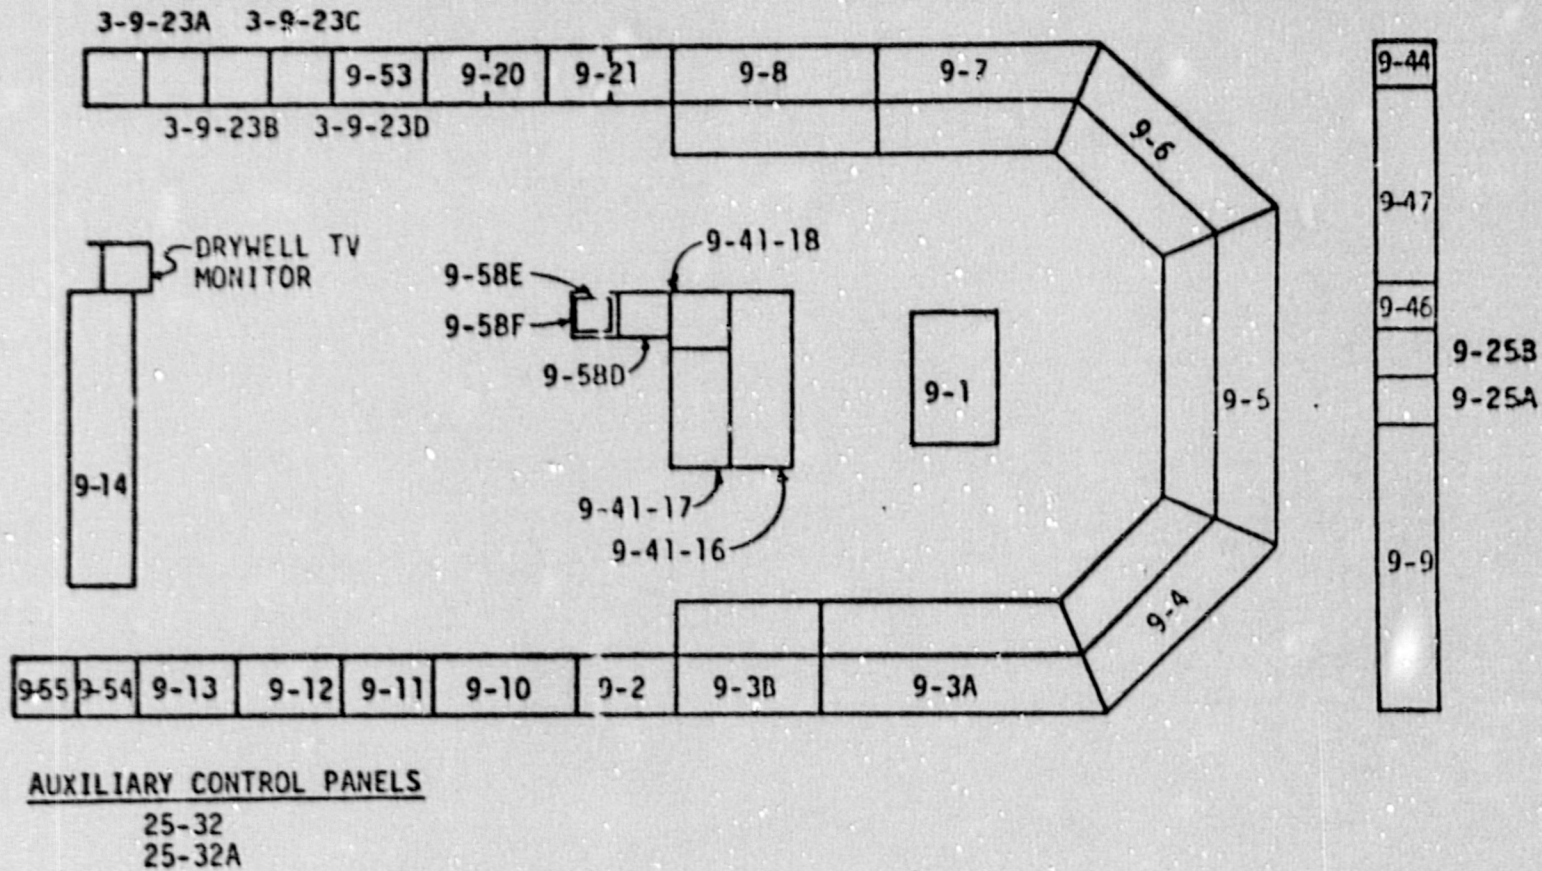 3-9-23A 3-9-23C
9-53 9-20 9-21 9-8 9-7
3-9-23B 3-9-23D
9-6
9-44
9-47
9-46
9-25B
9-25A
9-9
DRYWELL TV
MONITOR
9-41-18
9-58E
9-58F
9-58D
9-1
9-5
9-14
9-41-17
9-41-16
9-4
9-55 9-54 9-13 9-12 9-11 9-10 9-2 9-3B 9-3A
AUXILIARY CONTROL PANELS
25-32
25-32A